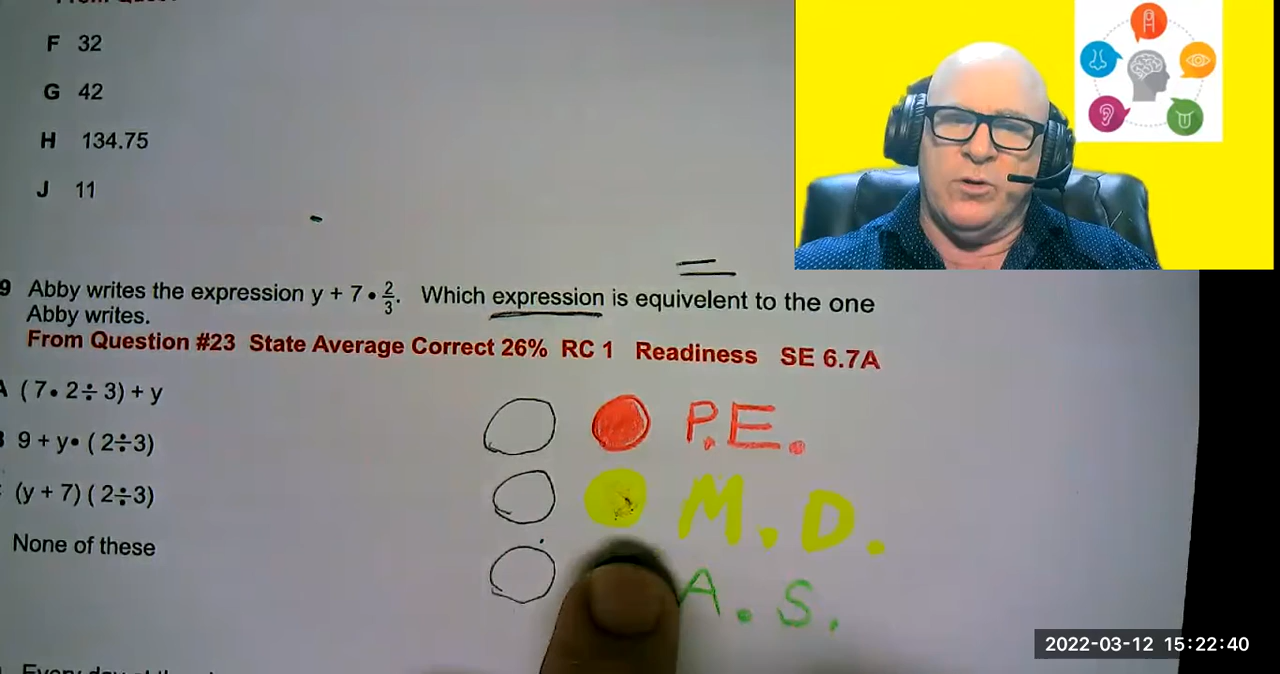 F 32
G 42
H 134.75
J 11
9 Abby writes the expression y + 7 • 2/3. Which expression is equivelent to the one
Abby writes.
From Question #23 State Average Correct 26% RC 1 Readiness SE 6.7A
(7• 2÷ 3) + y
9 + y• ( 2÷3)
(y + 7) ( 2÷3)
None of these
P.E.
M.D.
A.S.
2022-03-12 15:22:40